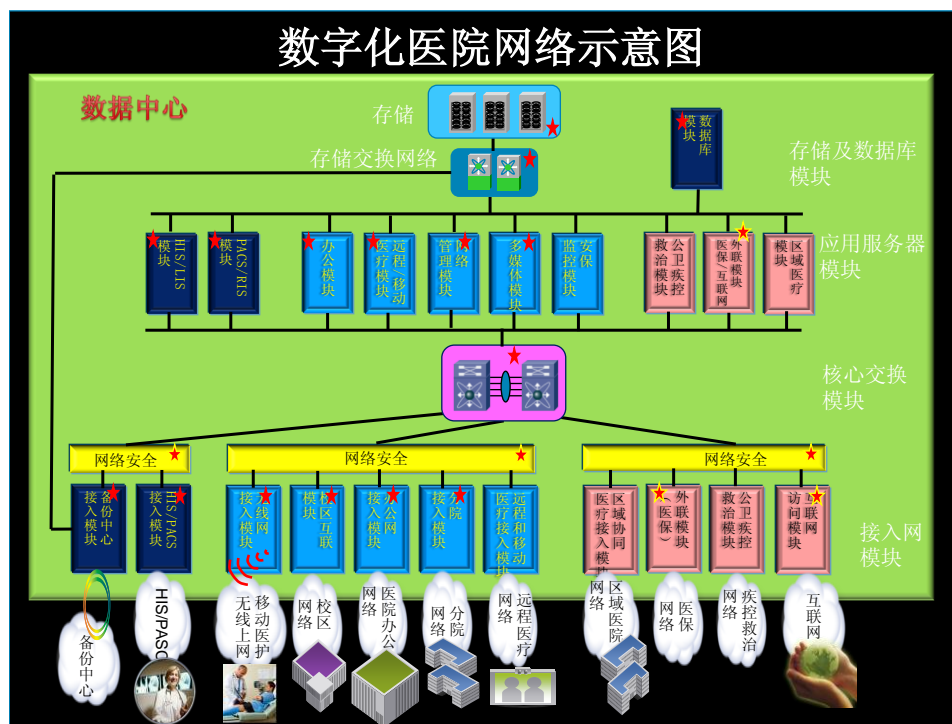 数字化医院网络示意图
数据中心
存储
存储交换网络
数据库
模块
存储及数据库
模块
HIS/LIS
模块
PACS/RIS
模块
办公模块
远程/移动
医疗模块
网络
管理模块
多媒体模块
安保
监控模块
公卫疾控
救治模块
外联模块
医保/互联网
区域医疗
模块
应用服务器
模块
核心交换
模块
网络安全
网络安全
网络安全
备份中心
接入模块
HIS/PACS
接入模块
无线网
接入模块
校区互联
模块
办公网
接入模块
分院
接入模块
远程和移动
医疗接入模块
区域协同
医疗接入模块
外联模块
(医保)
公卫疾控
救治模块
互联网
访问模块
接入网
模块
备份中心
HIS/PASC
移动医护
无线上网
校区
网络
医院办公
网络
分院
网络
远程医疗
网络
区域医院
网络
医保
网络
疾控救治
网络
互联网